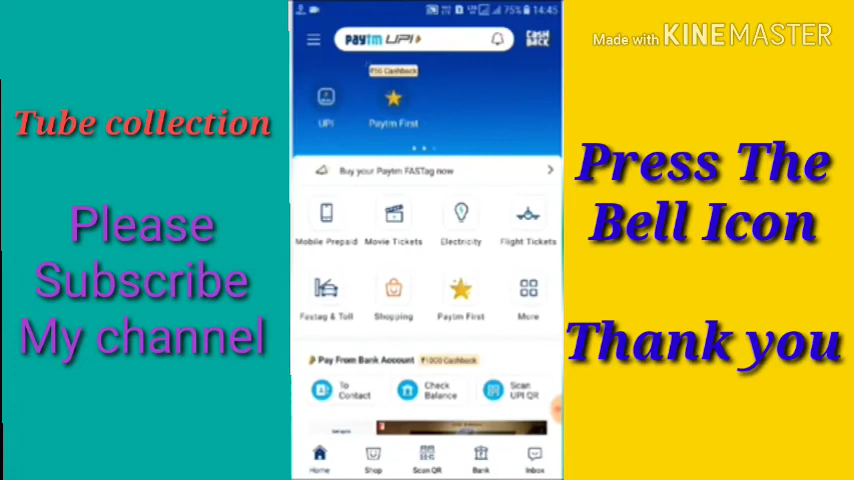 75% 14:45
Made with KINEMASTER
paytm UPI
CASH
BACK
₹50 Cashback
UPI
Paytm First
Buy your Paytm FASTag now
Mobile Prepaid
Movie Tickets
Electricity
Flight Tickets
Fastag & Toll
Shopping
Paytm First
More
Pay From Bank Account
₹1000 Cashback
To
Contact
Check
Balance
Scan
UPI QR
Home
Shop
Scan QR
Bank
Inbox
Tube collection
Please
Subscribe
My channel
Press The
Bell Icon
Thank you